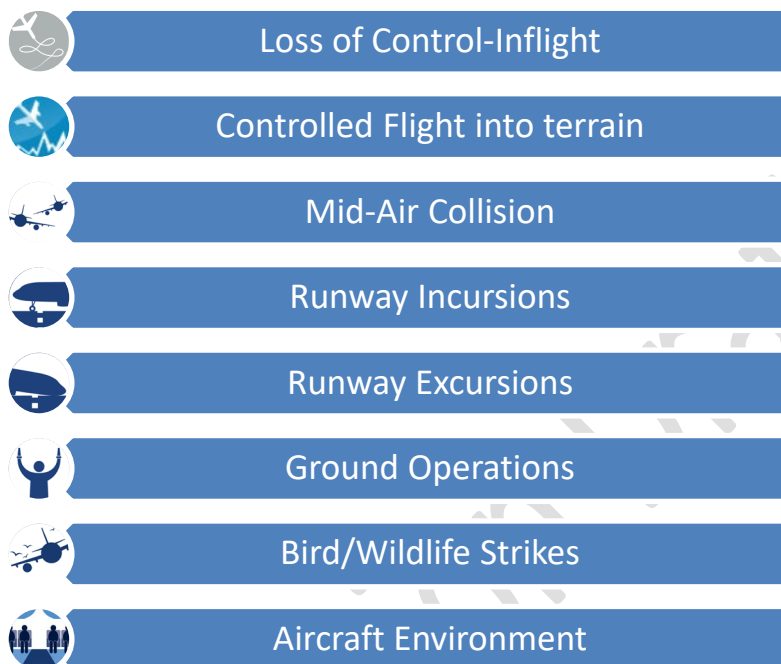 Loss of Control-Inflight
Controlled Flight into terrain
Mid-Air Collision
Runway Incursions
Runway Excursions
Ground Operations
Bird/Wildlife Strikes
Aircraft Environment